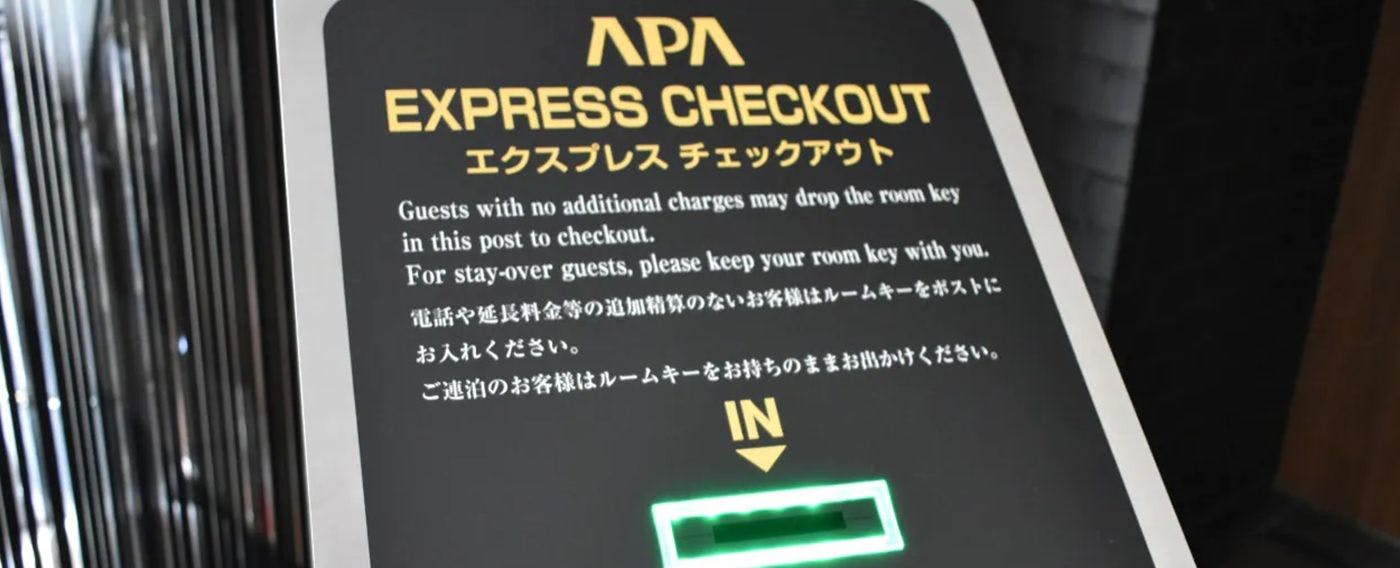 APA
EXPRESS CHECKOUT
エクスプレス チェックアウト
Guests with no additional charges may drop the room key
in this post to checkout.
For stay-over guests, please keep your room key with you.
電話や延長料金等の追加精算のないお客様はルームキーをポストに
お入れください。
ご連泊のお客様はルームキーをお持ちのままお出かけください。
IN